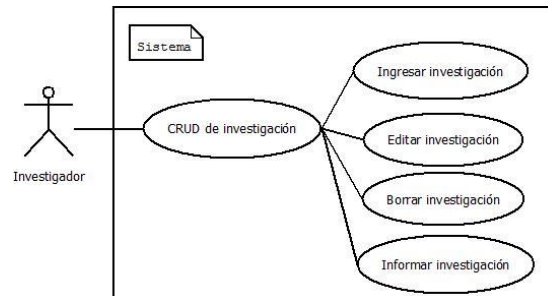 Sistema
Ingresar investigación
CRUD de investigación
Editar investigación
Investigador
Borrar investigación
Informar investigación